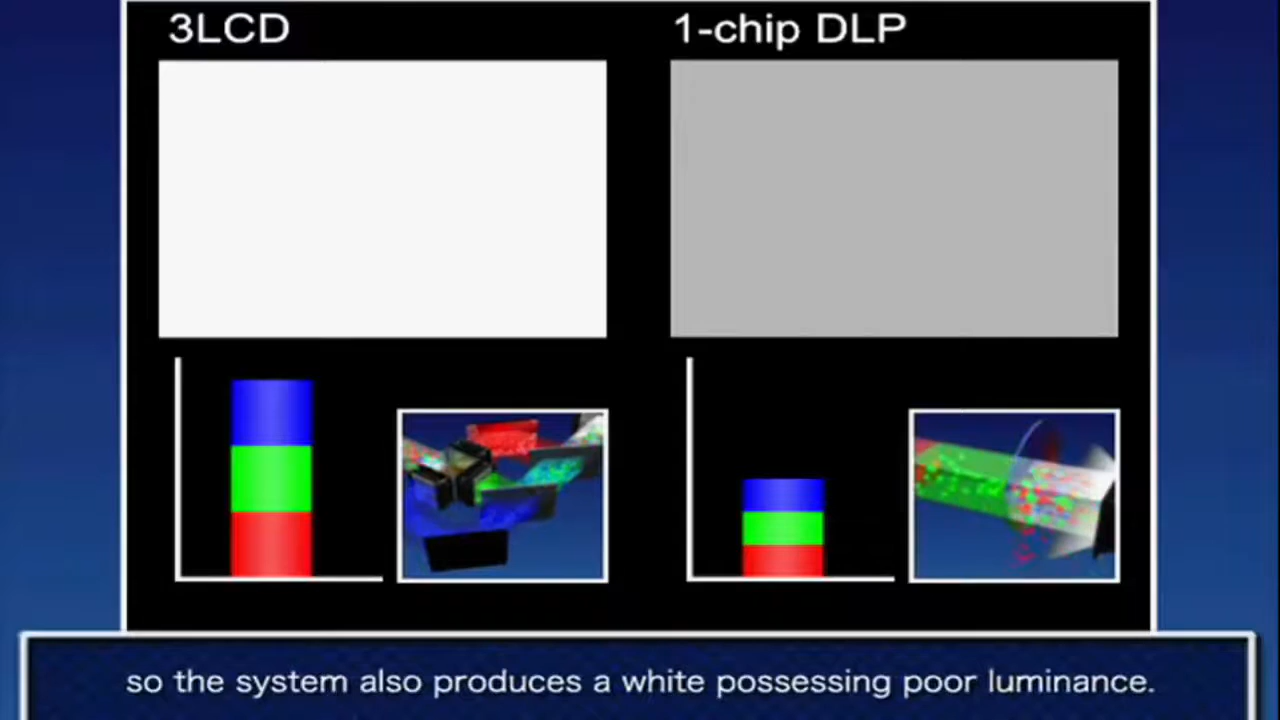 3LCD
1-chip DLP
so the system also produces a white possessing poor luminance.